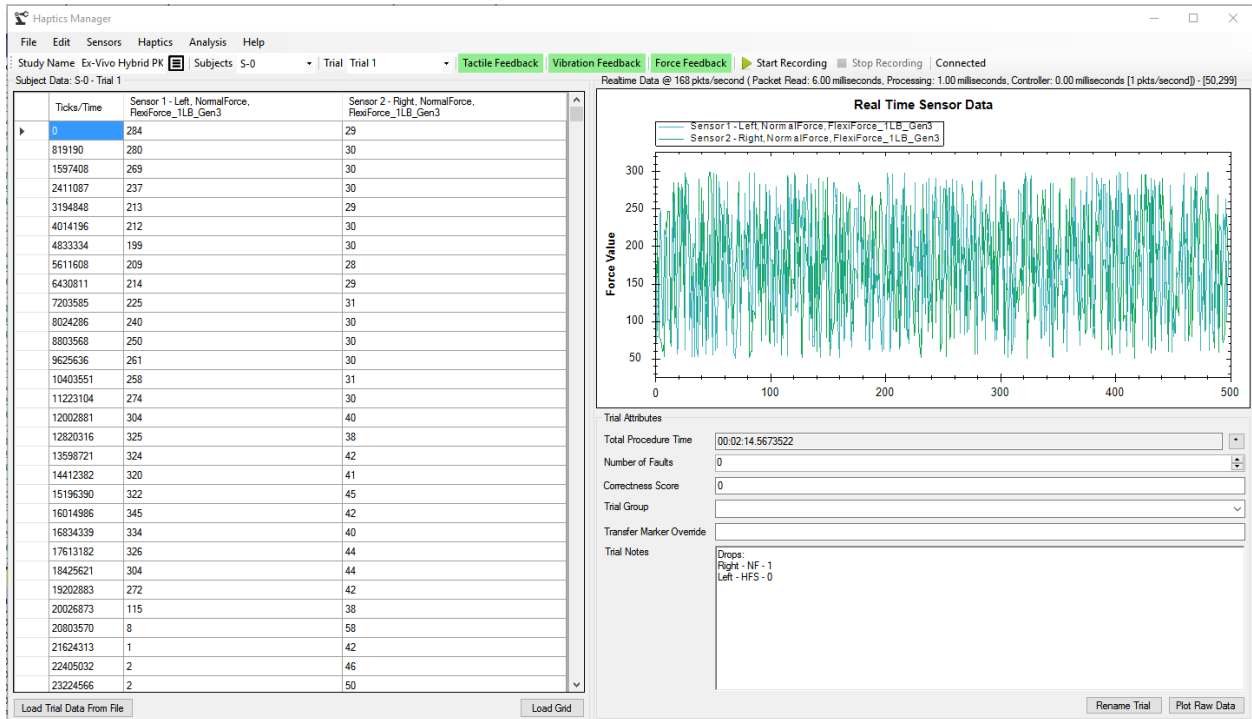 Haptics Manager
File Edit Sensors Haptics Analysis Help
Study Name Ex-Vivo Hybrid PK Subjects S-0 Trial Trial 1 Tactile Feedback Vibration Feedback Force Feedback Start Recording Stop Recording Connected
Subject Data: S-0 - Trial 1
Ticks/Time Sensor 1 - Left, NormalForce, FlexiForce_1LB_Gen3 Sensor 2 - Right, NormalForce, FlexiForce_1LB_Gen3
0 284 29
819190 280 30
1597408 269 30
2411087 237 30
3194848 213 29
4014196 212 30
4833334 199 30
5611608 209 28
6430811 214 29
7203585 225 31
8024286 240 30
8803568 250 30
9625636 261 30
10403551 258 31
11223104 274 30
12002881 304 40
12820316 325 38
13598721 324 42
14412382 320 41
15196390 322 45
16014986 345 42
16834339 334 40
17613182 326 44
18425621 304 44
19202883 272 42
20026873 115 38
20803570 8 58
21624313 1 42
22405032 2 46
23224566 2 50
Load Trial Data From File Load Grid
Realtime Data @ 168 pkts/second ( Packet Read: 6.00 milliseconds, Processing: 1.00 milliseconds, Controller: 0.00 milliseconds [1 pkts/second]) - [50,299]
Real Time Sensor Data
Sensor 1 - Left, NormalForce, FlexiForce_1LB_Gen3
Sensor 2 - Right, NormalForce, FlexiForce_1LB_Gen3
Force Value
300
250
200
150
100
50
0 100 200 300 400 500
Trial Attributes
Total Procedure Time 00:02:14.5673522 *
Number of Faults 0
Correctness Score 0
Trial Group
Transfer Marker Override
Trial Notes Drops:
Right - NF - 1
Left - HFS - 0
Rename Trial Plot Raw Data